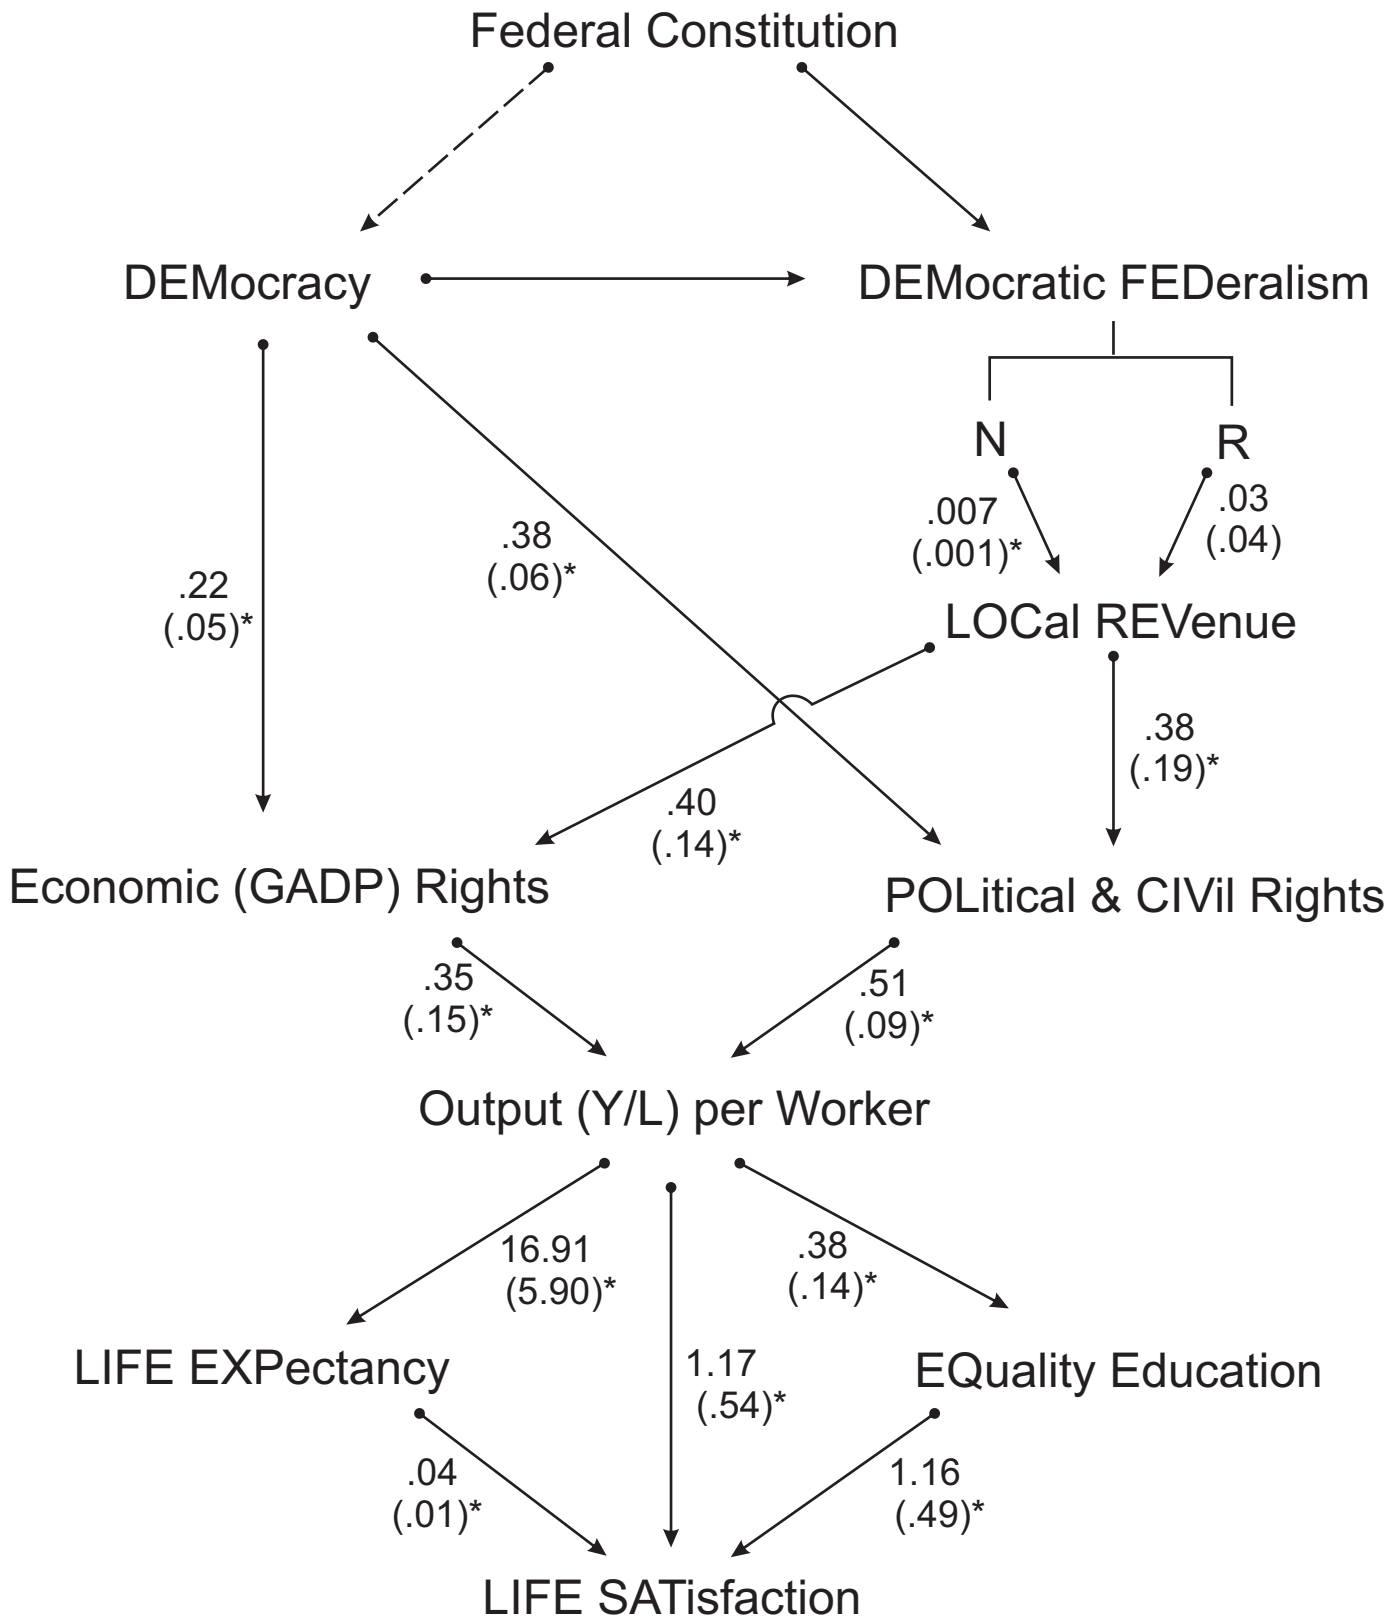 Federal Constitution
DEMocracy
DEMocratic FEDeralism
N
R
.007
(.001)*
.03
(.04)
.38
(.06)*
.22
(.05)*
LOCal REVenue
.38
(.19)*
.40
(.14)*
Economic (GADP) Rights
POLitical & CIVil Rights
.35
(.15)*
.51
(.09)*
Output (Y/L) per Worker
16.91
(5.90)*
.38
(.14)*
1.17
(.54)*
LIFE EXPectancy
EQuality Education
.04
(.01)*
1.16
(.49)*
LIFE SATisfaction